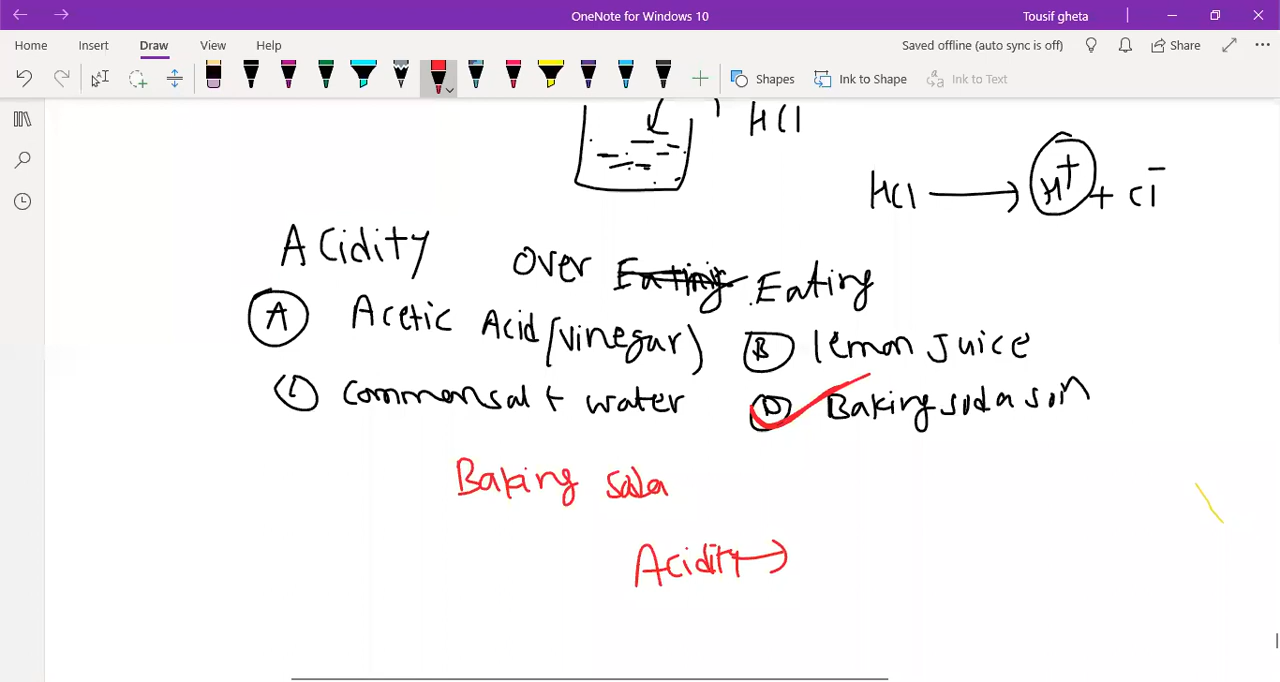 OneNote for Windows 10
Tousif gheta
Home Insert Draw View Help
Saved offline (auto sync is off) Share
Shapes Ink to Shape Ink to Text
HCl
HCl → H+ + Cl-
Acidity Over Eating Eating
A Acetic Acid (vinegar) B lemon Juice
C Common salt water D Baking soda soln
Baking soda
Acidity →